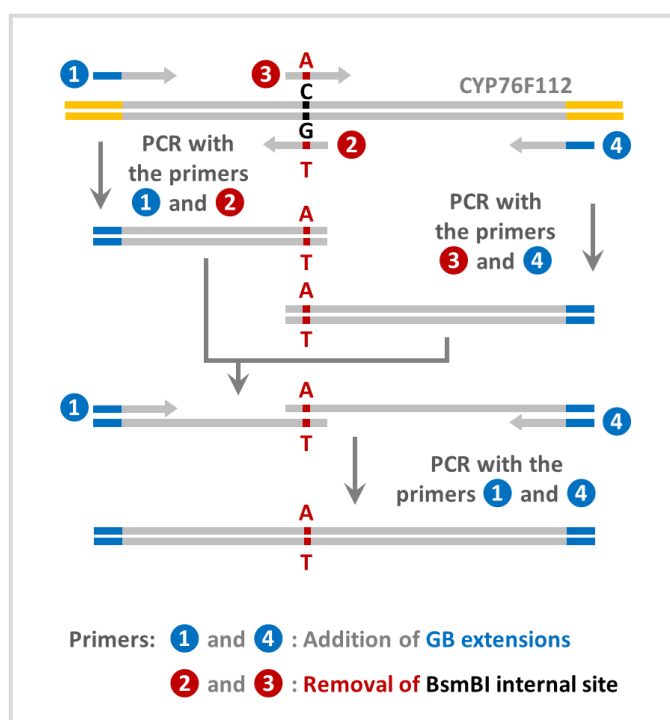 A
1
3
C
CYP76F112
G
2
4
T
PCR with
the primers
1 and 2
A
PCR with
the primers
3 and 4
T
A
T
1
A
4
T
PCR with the
primers 1 and 4
A
T
Primers: 1 and 4 : Addition of GB extensions
2 and 3 : Removal of BsmBI internal site